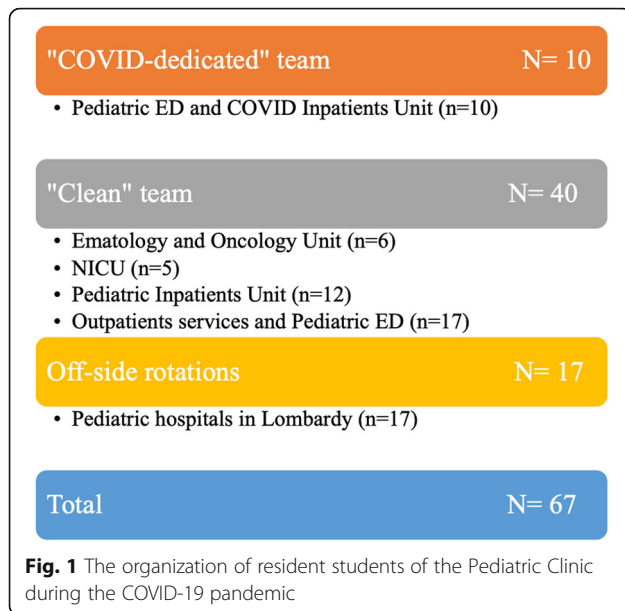 "COVID-dedicated" team N= 10
• Pediatric ED and COVID Inpatients Unit (n=10)
"Clean" team N= 40
• Ematology and Oncology Unit (n=6)
• NICU (n=5)
• Pediatric Inpatients Unit (n=12)
• Outpatients services and Pediatric ED (n=17)
Off-side rotations N= 17
• Pediatric hospitals in Lombardy (n=17)
Total N= 67
Fig. 1 The organization of resident students of the Pediatric Clinic
during the COVID-19 pandemic